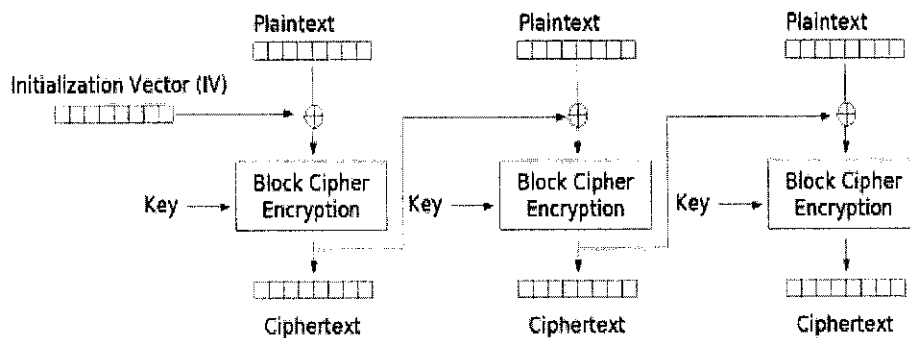 Plaintext
Plaintext
Plaintext
Initialization Vector (IV)
Key
Block Cipher
Encryption
Key
Block Cipher
Encryption
Key
Block Cipher
Encryption
Ciphertext
Ciphertext
Ciphertext